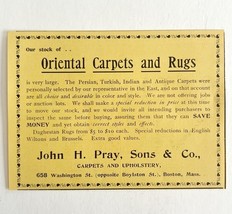 Our stock of . .
Oriental Carpets and Rugs
is very large. The Persian, Turkish, Indian and Antique Carpets were
personally selected by our representative in the East, and on that account
are all choice and desirable in color and style. We are not offering jobs
or auction lots. We shall make a special reduction in price at this time
to move our stock, and we would invite all intending purchasers to
inspect the same before buying, assuring them that they can SAVE
MONEY and yet obtain correct styles and effects.
Daghestan Rugs from $5 to $20 each. Special reductions in English
Wiltons and Brussels. Extra good values.
John H. Pray, Sons & Co.,
CARPETS AND UPHOLSTERY,
658 Washington St. (opposite Boylston St.), Boston, Mass.